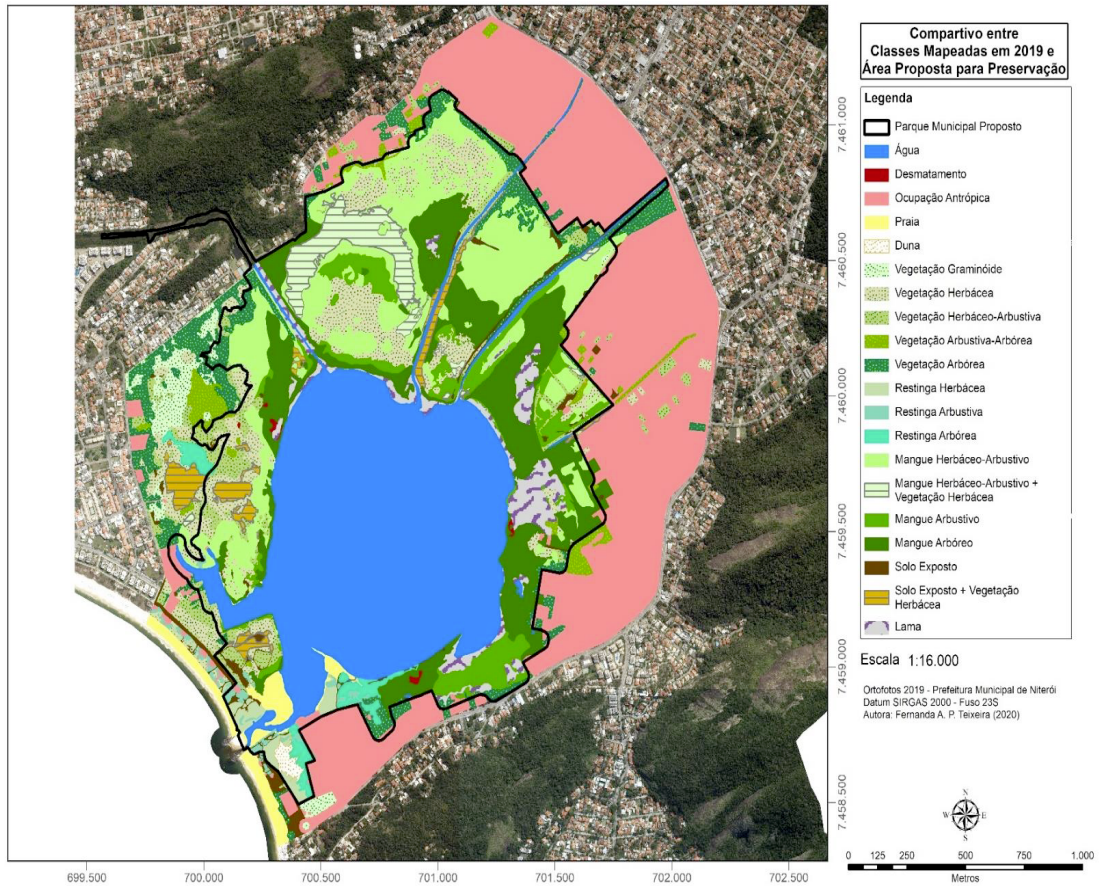 Compartivo entre
Classes Mapeadas em 2019 e
Área Proposta para Preservação
Legenda
Parque Municipal Proposto
Água
Desmatamento
Ocupação Antrópica
Praia
Duna
Vegetação Graminóide
Vegetação Herbácea
Vegetação Herbáceo-Arbustiva
Vegetação Arbustiva-Arbórea
Vegetação Arbórea
Restinga Herbácea
Restinga Arbustiva
Restinga Arbórea
Mangue Herbáceo-Arbustivo
Mangue Herbáceo-Arbustivo +
Vegetação Herbácea
Mangue Arbustivo
Mangue Arbóreo
Solo Exposto
Solo Exposto + Vegetação
Herbácea
Lama
Escala 1:16.000
Ortofotos 2019 - Prefeitura Municipal de Niterói
Datum SIRGAS 2000 - Fuso 23S
Autora: Fernanda A. P. Teixeira (2020)
N
W E
S
0 125 250 500 750 1.000
Metros
7.461.000
7.460.500
7.460.000
7.459.500
7.459.000
7.458.500
699.500 700.000 700.500 701.000 701.500 702.000 702.500